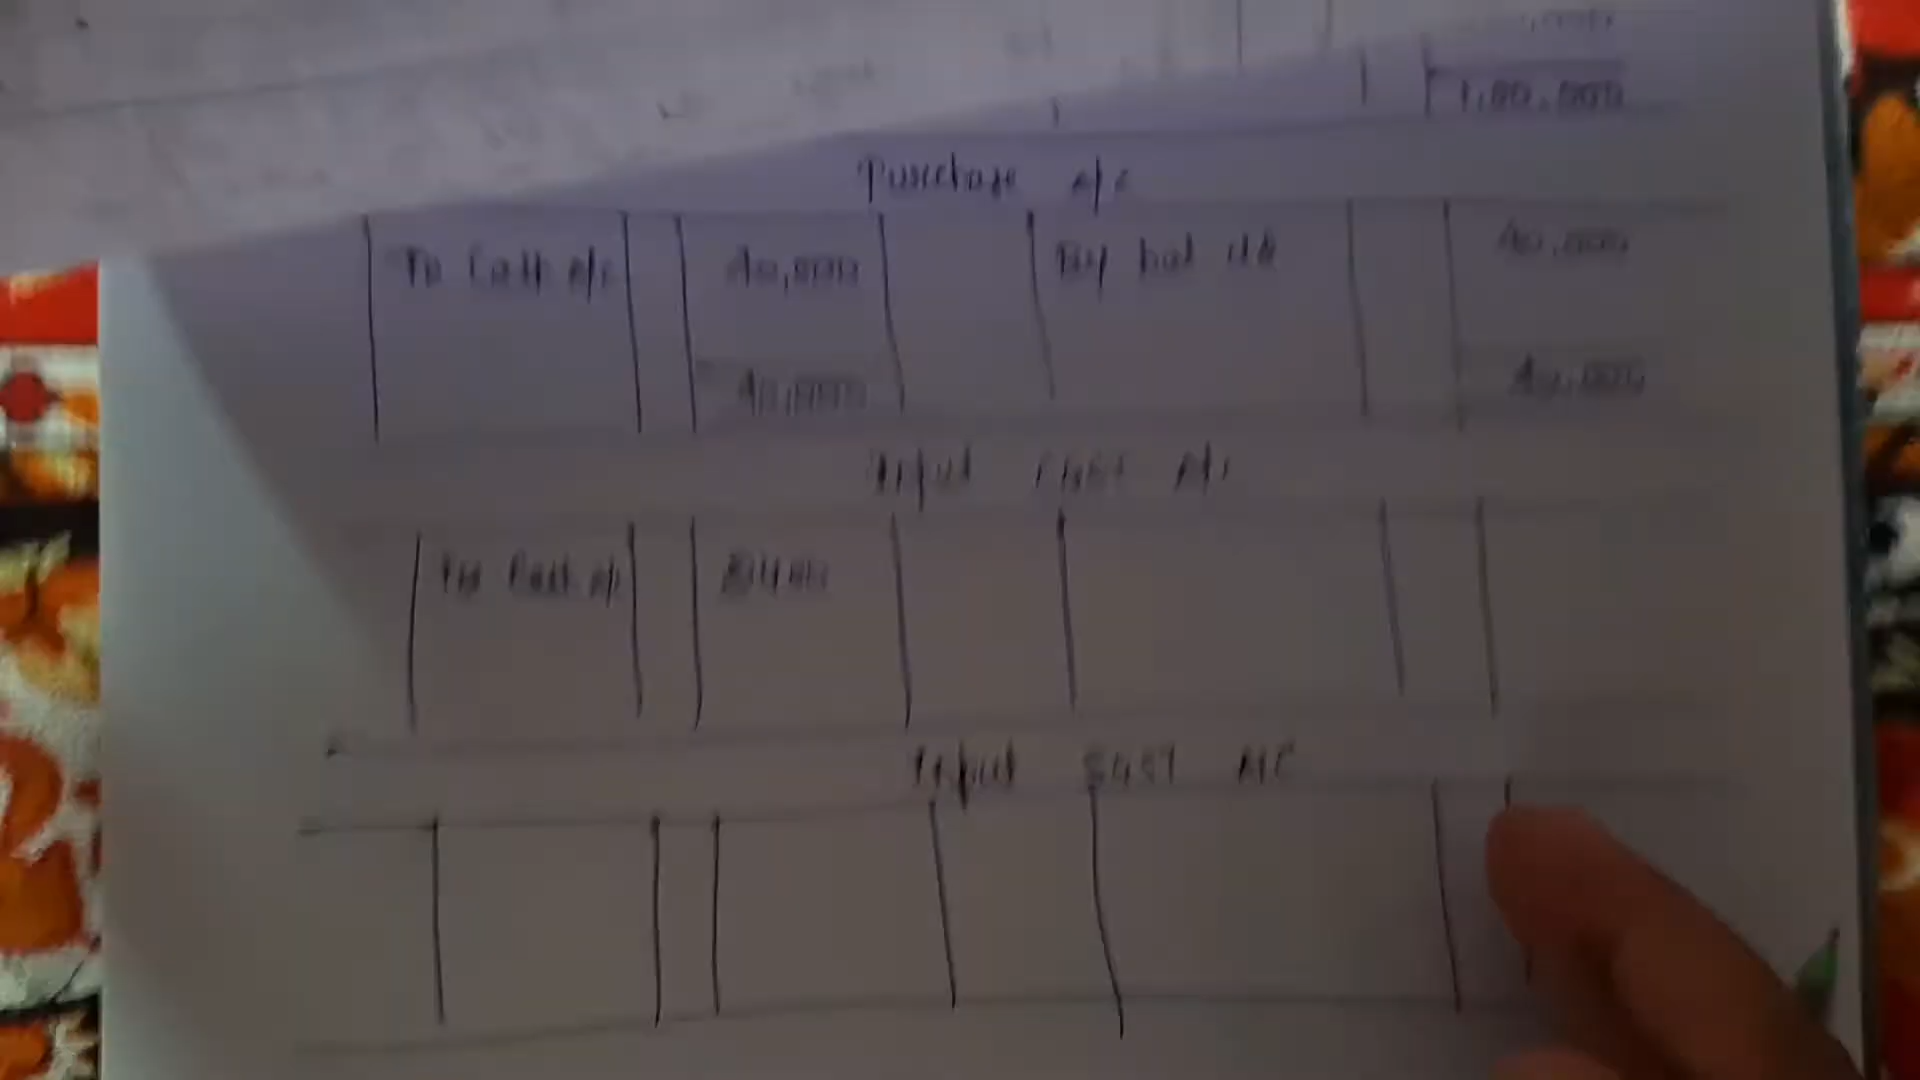 1,00,000
Purchase A/c
To Cash A/c 40,000 By bal c/d 40,000
40,000 40,000
Input CGST A/c
To Cash A/c
Input SGST A/C